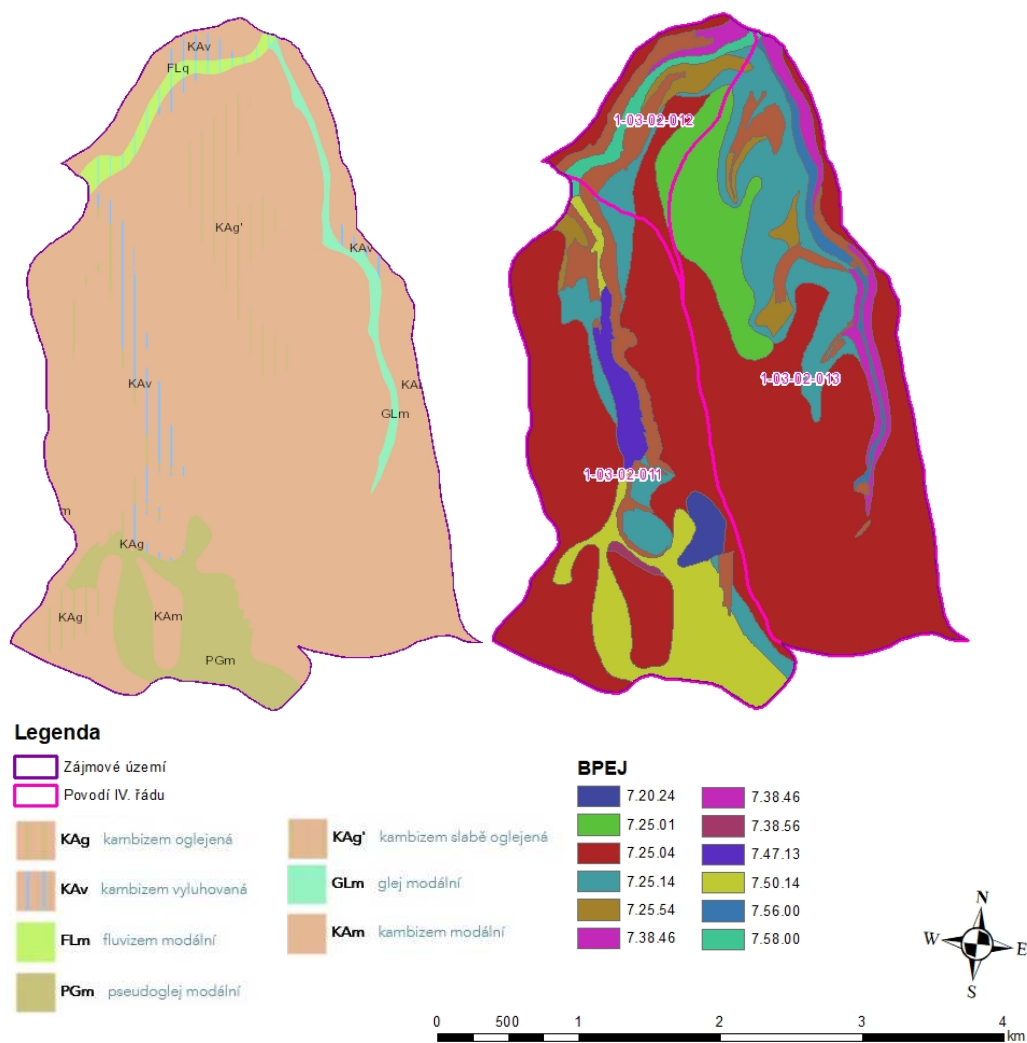 KAv
FLq
KAg'
KAv
KAv
KA
GLm
m
KAg
KAg
KAm
PGm
1-03-02-012
1-03-02-013
1-03-02-011
Legenda
Zájmové území
Povodí IV. řádu
KAg kambizem oglejená
KAv kambizem vyluhovaná
FLm fluvizem modální
PGm pseudoglej modální
KAg' kambizem slabě oglejená
GLm glej modální
KAm kambizem modální
BPEJ
7.20.24
7.25.01
7.25.04
7.25.14
7.25.54
7.38.46
7.38.46
7.38.56
7.47.13
7.50.14
7.56.00
7.58.00
N
W E
S
0 500 1 2 3 4
km